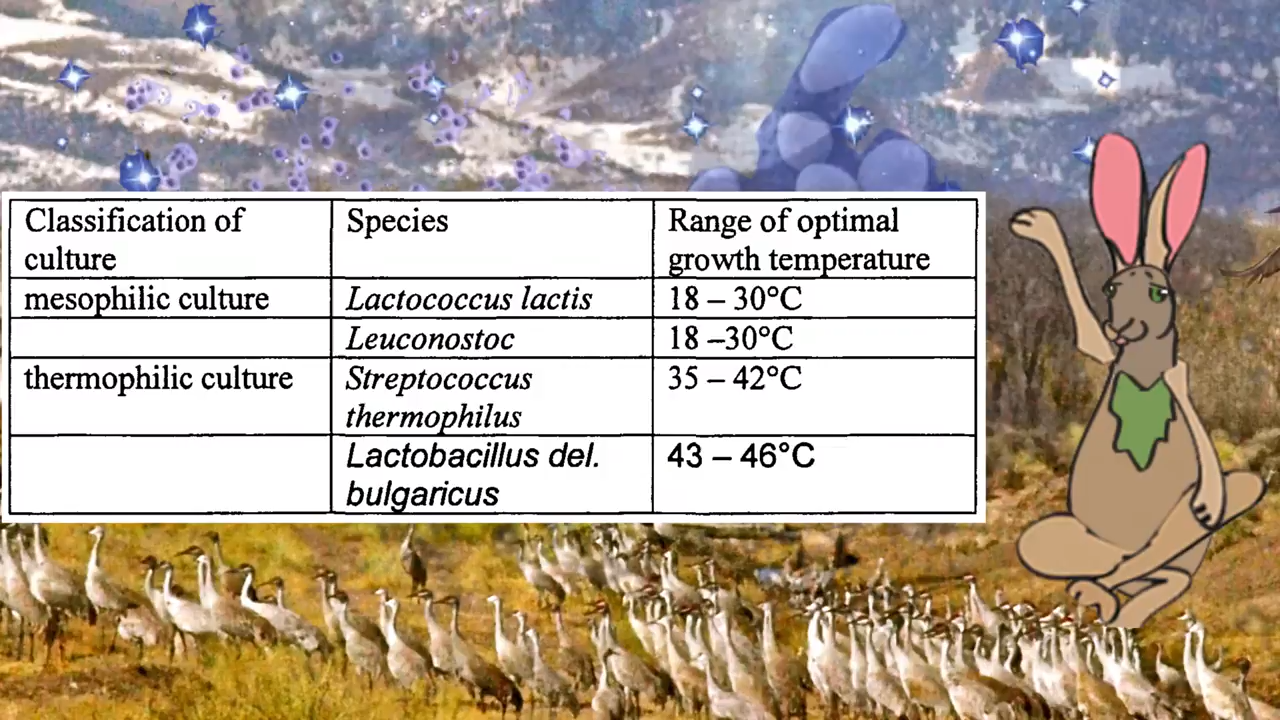 Classification of culture
Species
Range of optimal growth temperature
mesophilic culture
Lactococcus lactis
18 – 30°C
Leuconostoc
18 –30°C
thermophilic culture
Streptococcus thermophilus
35 – 42°C
Lactobacillus del. bulgaricus
43 – 46°C